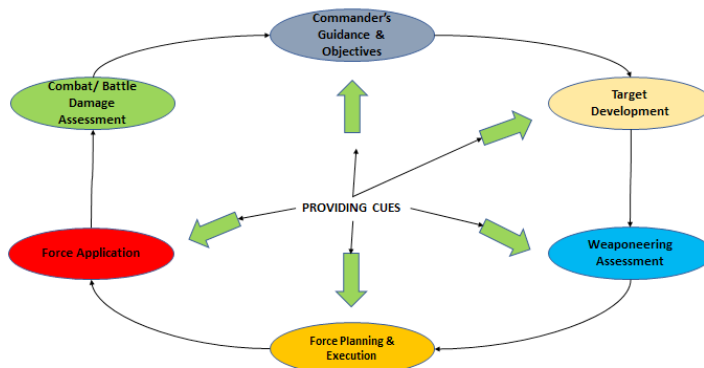 Commander's
Guidance &
Objectives
Combat/ Battle
Damage
Assessment
Target
Development
PROVIDING CUES
Force Application
Weaponeering
Assessment
Force Planning &
Execution